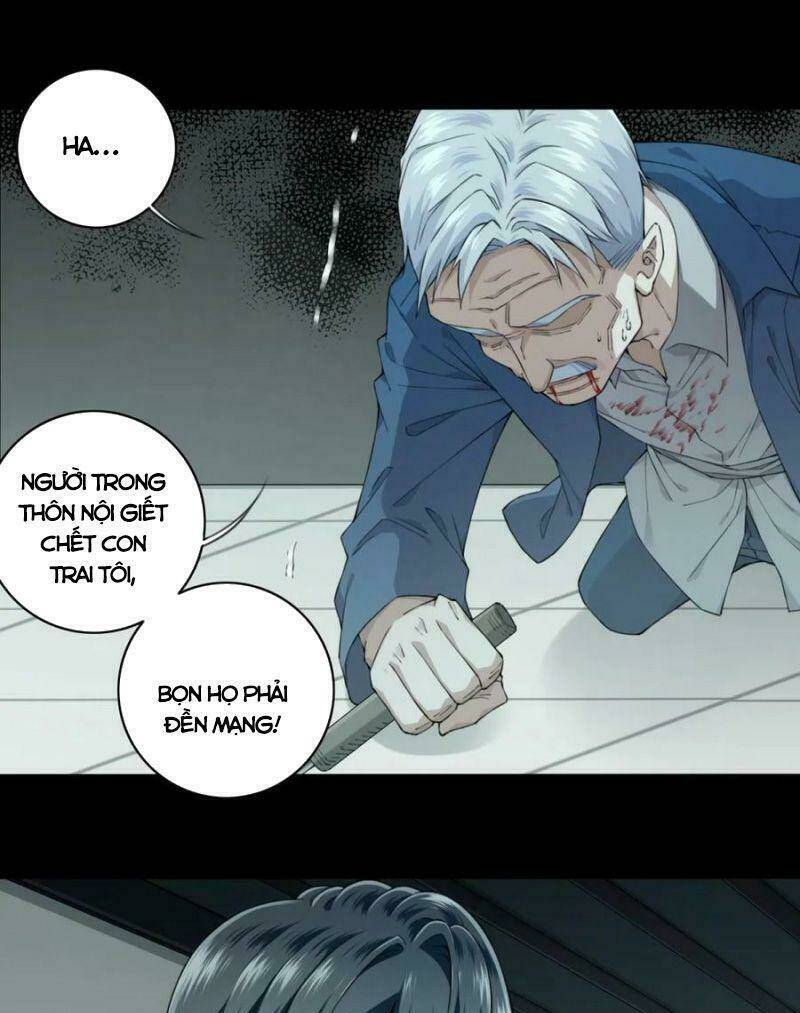 HA...
NGƯỜI TRONG
THÔN NỘI GIẾT
CHẾT CON
TRAI TÔI,
BỌN HỌ PHẢI
ĐỀN MẠNG!